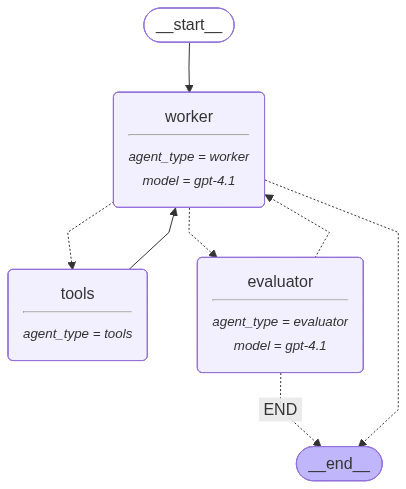 __start__
worker
agent_type = worker
model = gpt-4.1
tools
agent_type = tools
evaluator
agent_type = evaluator
model = gpt-4.1
END
__end__